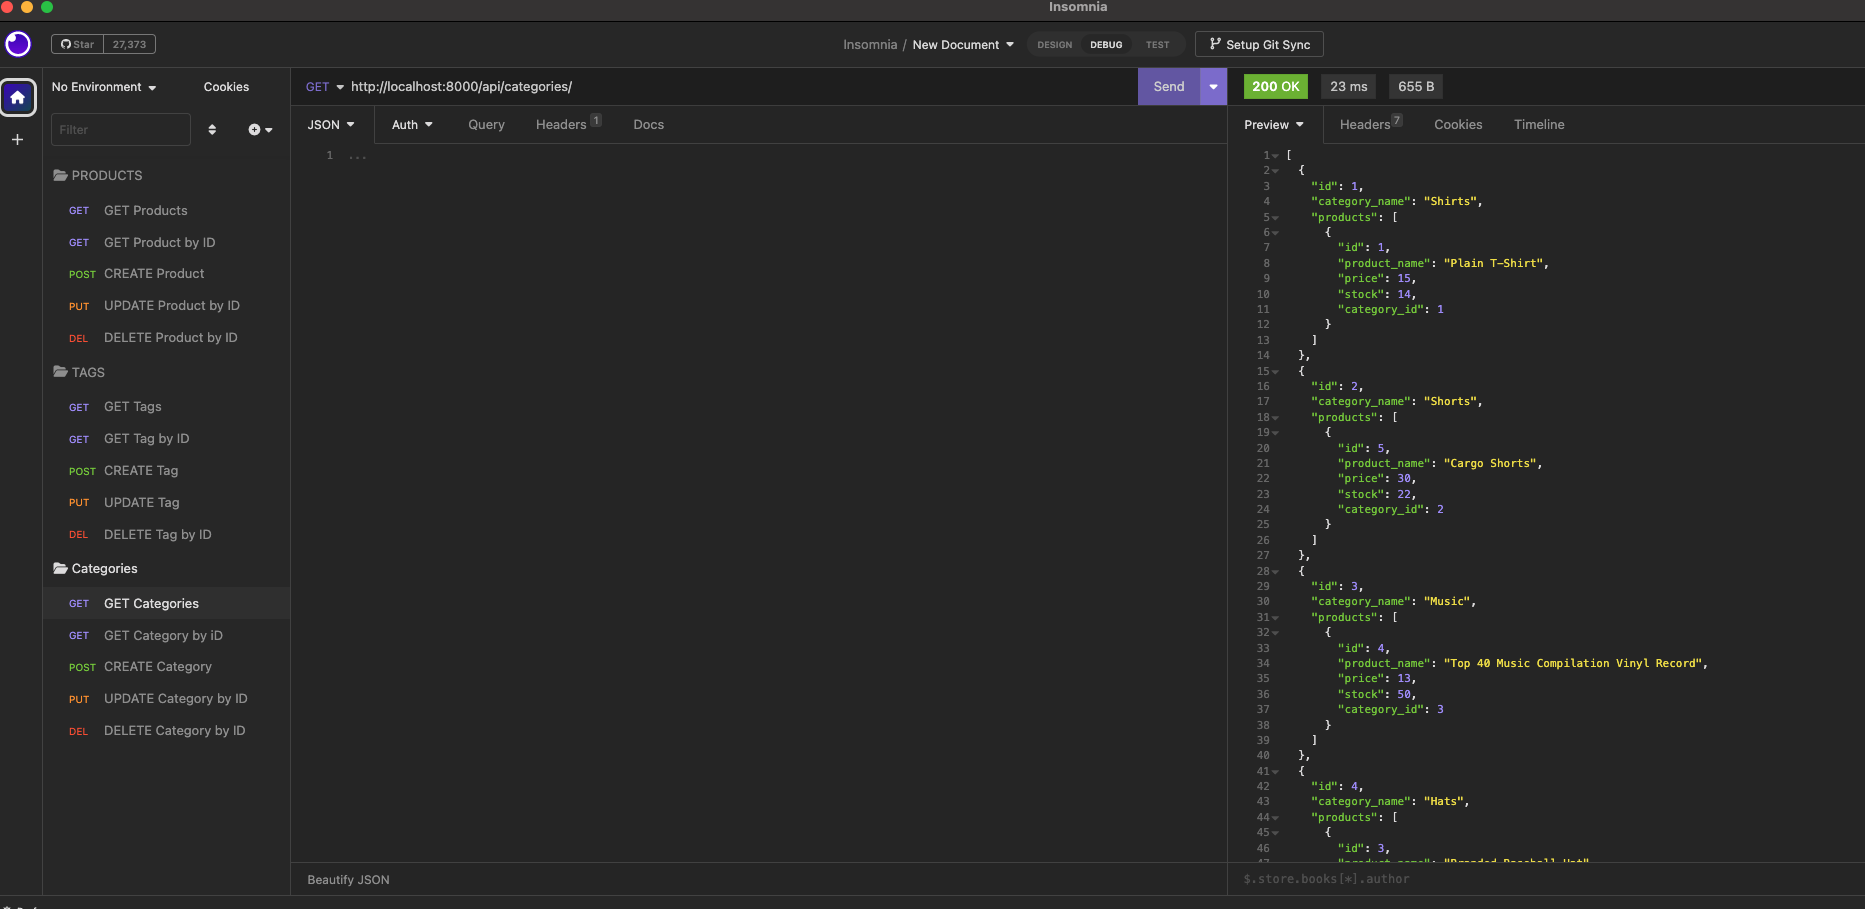 Insomnia
Star 27,373
Insomnia / New Document
DESIGN DEBUG TEST
Setup Git Sync
No Environment Cookies
Filter
PRODUCTS
GET GET Products
GET GET Product by ID
POST CREATE Product
PUT UPDATE Product by ID
DEL DELETE Product by ID
TAGS
GET GET Tags
GET GET Tag by ID
POST CREATE Tag
PUT UPDATE Tag
DEL DELETE Tag by ID
Categories
GET GET Categories
GET GET Category by iD
POST CREATE Category
PUT UPDATE Category by ID
DEL DELETE Category by ID
GET http://localhost:8000/api/categories/
Send
JSON Auth Query Headers 1 Docs
1 ...
Beautify JSON
200 OK 23 ms 655 B
Preview Headers 7 Cookies Timeline
1 [
2 {
3 "id": 1,
4 "category_name": "Shirts",
5 "products": [
6 {
7 "id": 1,
8 "product_name": "Plain T-Shirt",
9 "price": 15,
10 "stock": 14,
11 "category_id": 1
12 }
13 ]
14 },
15 {
16 "id": 2,
17 "category_name": "Shorts",
18 "products": [
19 {
20 "id": 5,
21 "product_name": "Cargo Shorts",
22 "price": 30,
23 "stock": 22,
24 "category_id": 2
25 }
26 ]
27 },
28 {
29 "id": 3,
30 "category_name": "Music",
31 "products": [
32 {
33 "id": 4,
34 "product_name": "Top 40 Music Compilation Vinyl Record",
35 "price": 13,
36 "stock": 50,
37 "category_id": 3
38 }
39 ]
40 },
41 {
42 "id": 4,
43 "category_name": "Hats",
44 "products": [
45 {
46 "id": 3,
47 "product_name": "Branded Baseball Hat",
$.store.books[*].author